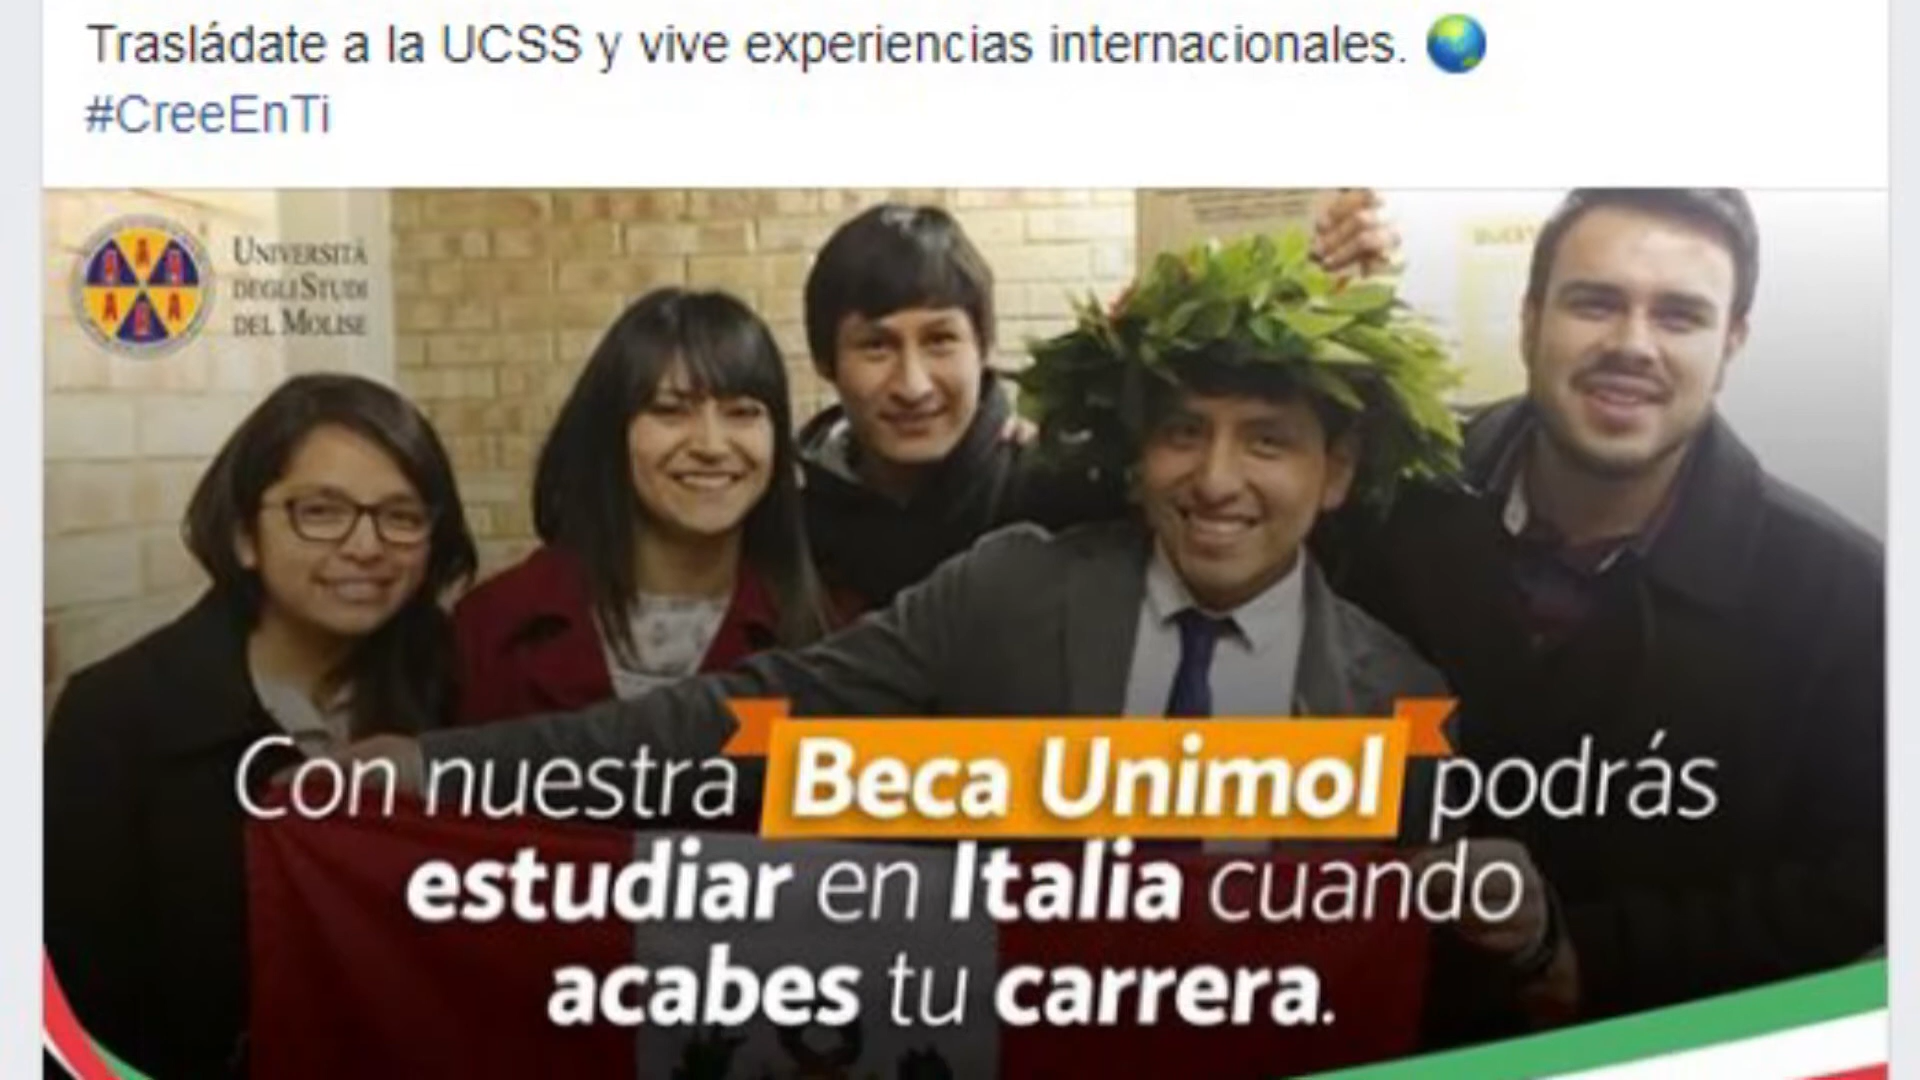 Trasládate a la UCSS y vive experiencias internacionales.
#CreeEnTi
UNIVERSITÀ
DEGLI STUDI
DEL MOLISE
Con nuestra Beca Unimol podrás
estudiar en Italia cuando
acabes tu carrera.